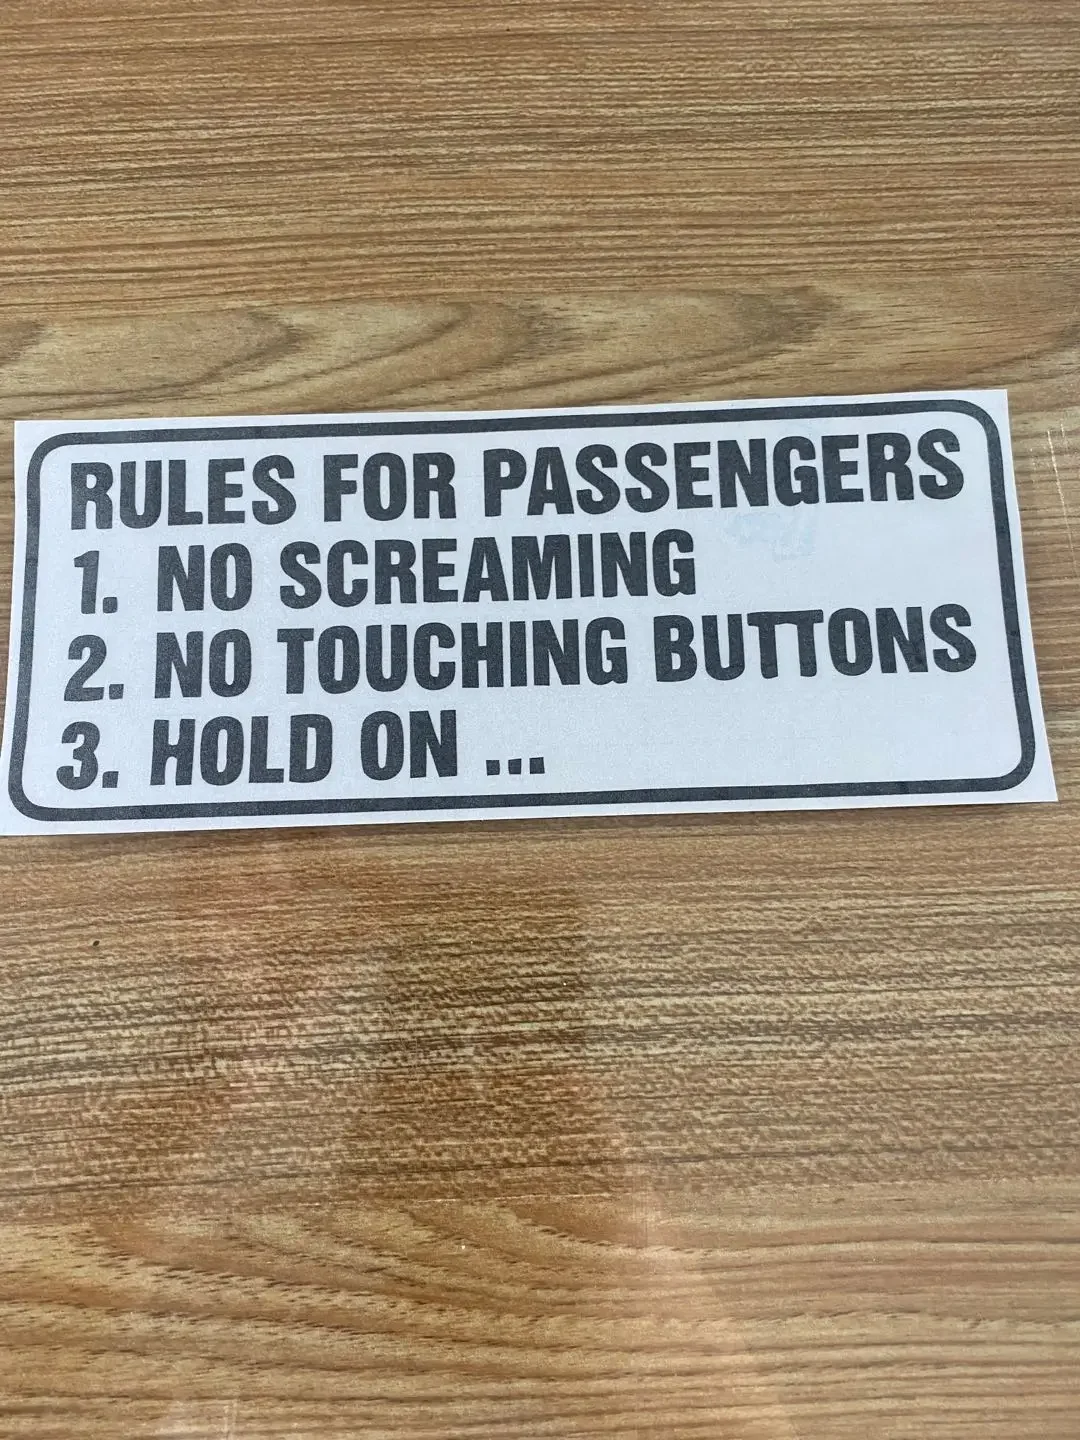 RULES FOR PASSENGERS
1. NO SCREAMING
2. NO TOUCHING BUTTONS
3. HOLD ON ...